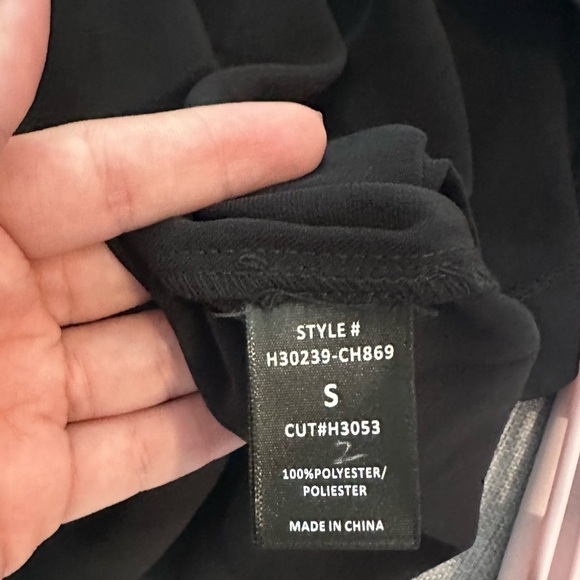 STYLE #
H30239-CH869
S
CUT#H3053
2
100%POLYESTER/
POLIESTER
MADE IN CHINA